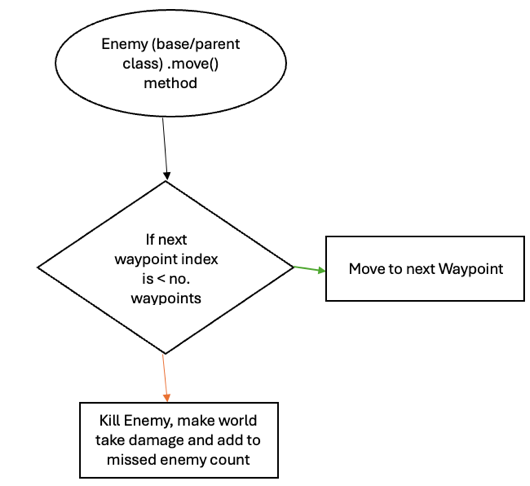 Enemy (base/parent
class) .move()
method
If next
waypoint index
is < no.
waypoints
Move to next Waypoint
Kill Enemy, make world
take damage and add to
missed enemy count